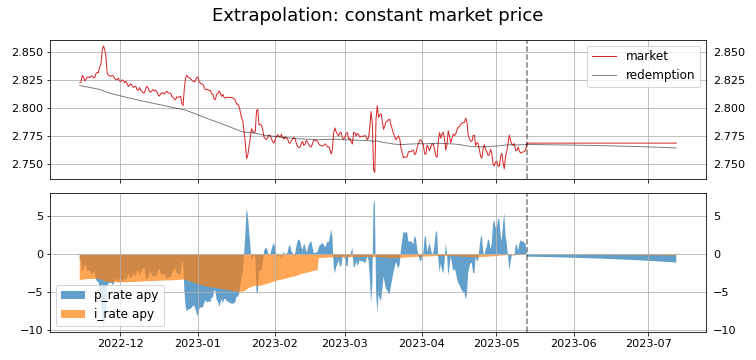 Extrapolation: constant market price
2.850 2.850
2.825 2.825
2.800 2.800
2.775 2.775
2.750 2.750
market
redemption
5 5
0 0
−5 −5
−10 −10
p_rate apy
i_rate apy
2022-12 2023-01 2023-02 2023-03 2023-04 2023-05 2023-06 2023-07